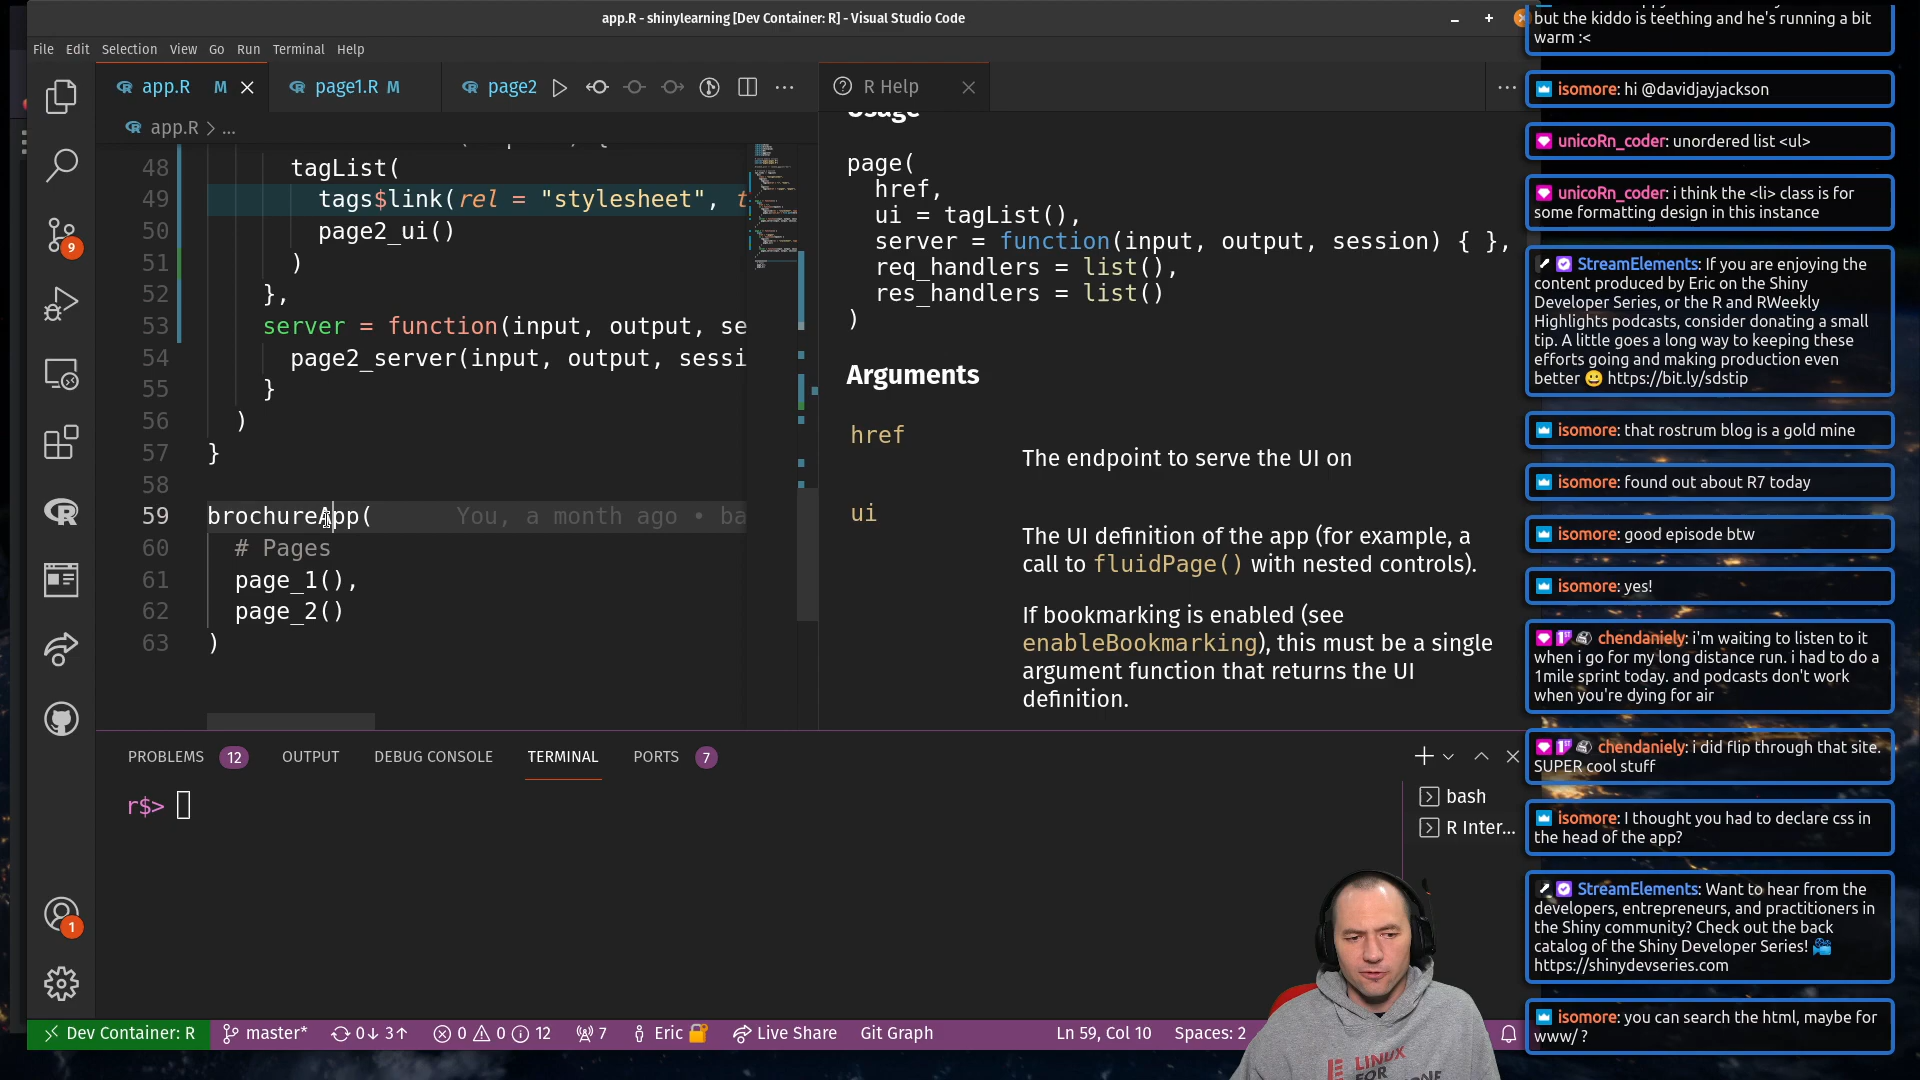 app.R - shinylearning [Dev Container: R] - Visual Studio Code
File Edit Selection View Go Run Terminal Help
app.R M
page1.R M
page2
R Help
app.R > ...
48 tagList(
49 tags$link(rel = "stylesheet", t
50 page2_ui()
51 )
52 },
53 server = function(input, output, se
54 page2_server(input, output, sessi
55 }
56 )
57 }
58
59 brochureApp( You, a month ago • ba
60 # Pages
61 page_1(),
62 page_2()
63 )
Usage
page(
href,
ui = tagList(),
server = function(input, output, session) { },
req_handlers = list(),
res_handlers = list()
)
Arguments
href
The endpoint to serve the UI on
ui
The UI definition of the app (for example, a
call to fluidPage() with nested controls).
If bookmarking is enabled (see
enableBookmarking), this must be a single
argument function that returns the UI
definition.
PROBLEMS 12 OUTPUT DEBUG CONSOLE TERMINAL PORTS 7
r$>
bash
R Inter...
9
1
Dev Container: R master* 0↓ 3↑ 0 0 12 7 Eric Live Share Git Graph Ln 59, Col 10 Spaces: 2
LINUX
FOR
but the kiddo is teething and he's running a bit
warm :<
isomore: hi @davidjayjackson
unicoRn_coder: unordered list <ul>
unicoRn_coder: i think the <li> class is for
some formatting design in this instance
StreamElements: If you are enjoying the
content produced by Eric on the Shiny
Developer Series, or the R and RWeekly
Highlights podcasts, consider donating a small
tip. A little goes a long way to keeping these
efforts going and making production even
better 😀 https://bit.ly/sdstip
isomore: that rostrum blog is a gold mine
isomore: found out about R7 today
isomore: good episode btw
isomore: yes!
chendaniely: i'm waiting to listen to it
when i go for my long distance run. i had to do a
1mile sprint today. and podcasts don't work
when you're dying for air
chendaniely: i did flip through that site.
SUPER cool stuff
isomore: I thought you had to declare css in
the head of the app?
StreamElements: Want to hear from the
developers, entrepreneurs, and practitioners in
the Shiny community? Check out the back
catalog of the Shiny Developer Series!
https://shinydevseries.com
isomore: you can search the html, maybe for
www/ ?